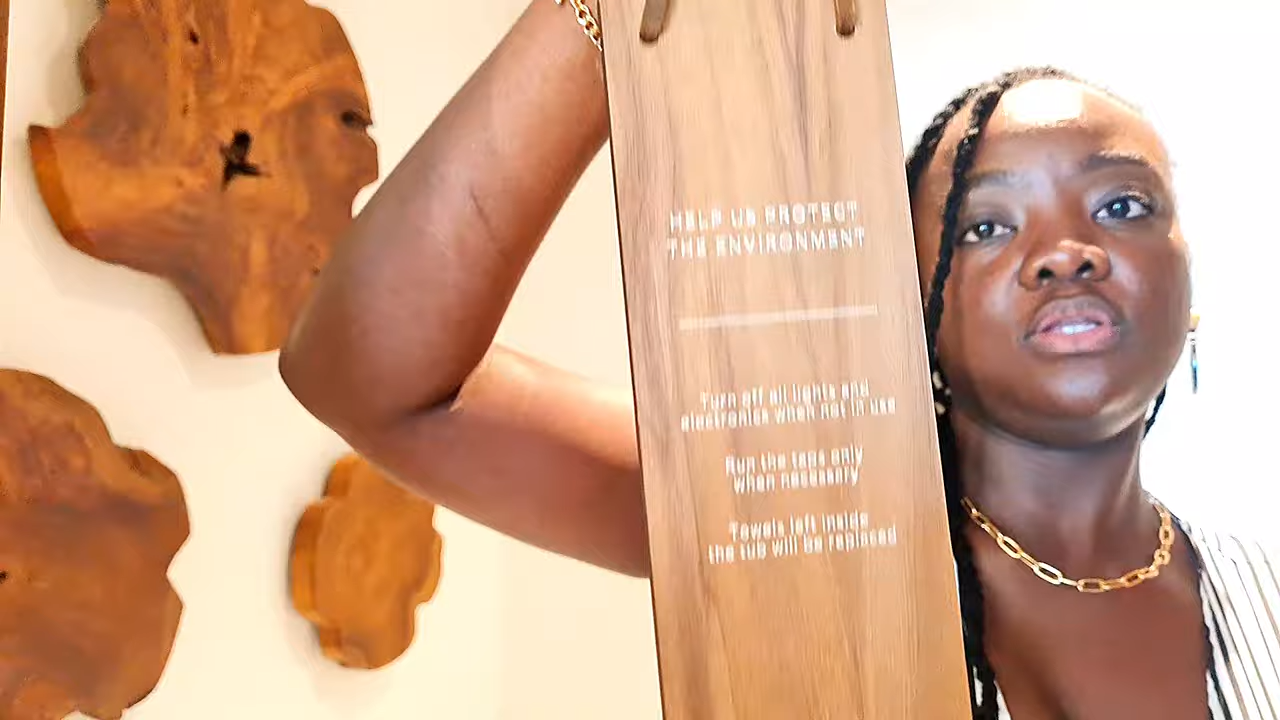 HELP US PROTECT
THE ENVIRONMENT
Turn off all lights and
electronics when not in use
Run the taps only
when necessary
Towels left inside
the tub will be replaced